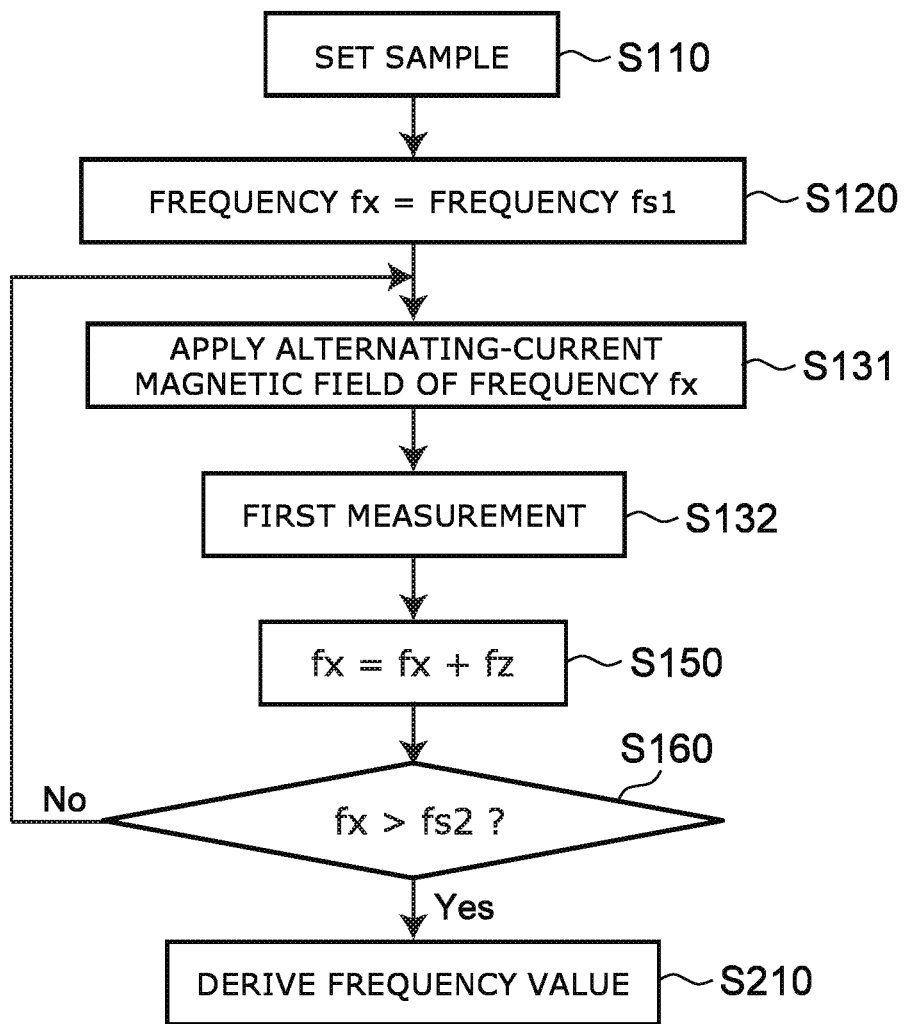 SET SAMPLE
S110
FREQUENCY fx = FREQUENCY fs1
S120
APPLY ALTERNATING-CURRENT
MAGNETIC FIELD OF FREQUENCY fx
S131
FIRST MEASUREMENT
S132
fx = fx + fz
S150
S160
fx > fs2 ?
No
Yes
DERIVE FREQUENCY VALUE
S210